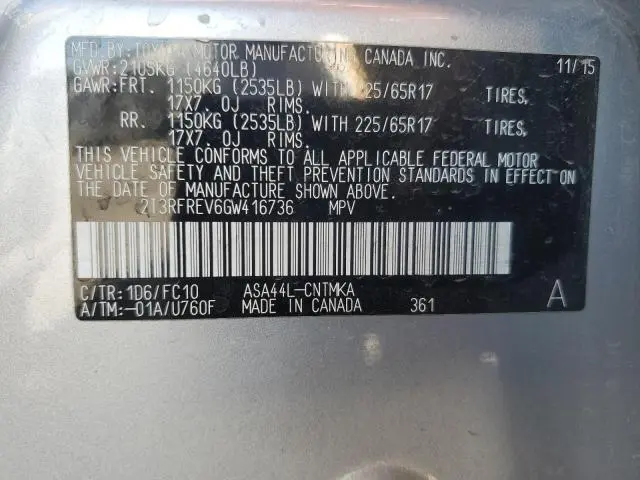 MFD. BY: TOYOTA MOTOR MANUFACTURING CANADA INC. 11/15
GVWR: 2105KG (4640LB)
GAWR: FRT. 1150KG (2535LB) WITH 225/65R17 TIRES,
17X7. 0J RIMS.
RR. 1150KG (2535LB) WITH 225/65R17 TIRES,
17X7. 0J RIMS.
THIS VEHICLE CONFORMS TO ALL APPLICABLE FEDERAL MOTOR
VEHICLE SAFETY AND THEFT PREVENTION STANDARDS IN EFFECT ON
THE DATE OF MANUFACTURE SHOWN ABOVE.
2T3RFREV6GW416736 MPV
C/TR: 1D6/FC10 ASA44L-CNTMKA A
A/TM:-01A/U760F MADE IN CANADA 361